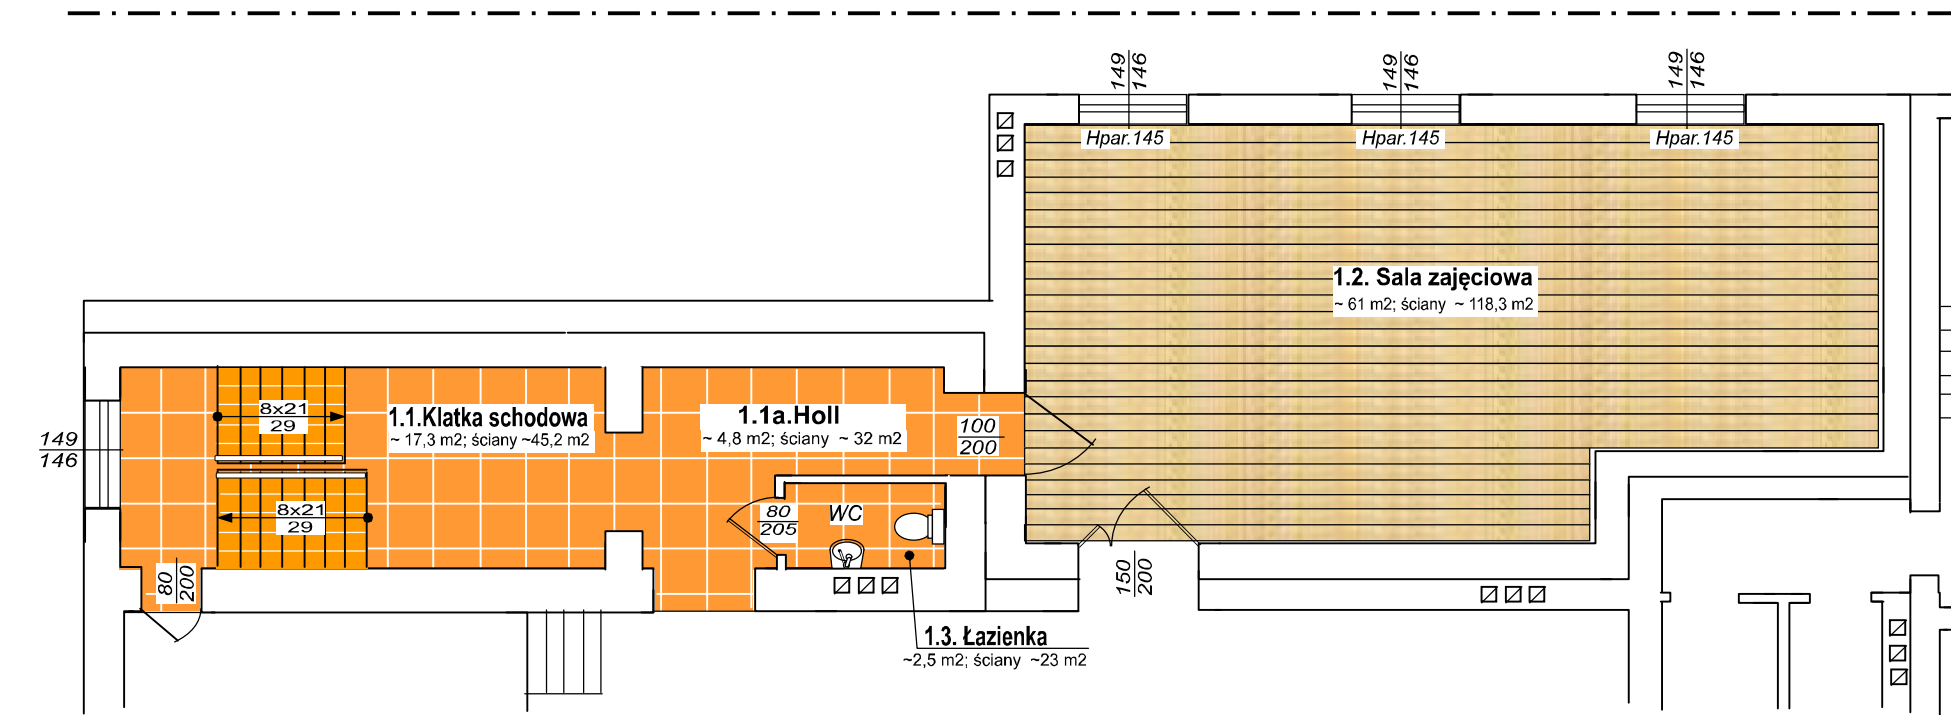 149
146
149
146
149
146
Hpar.145
Hpar.145
Hpar.145
1.2. Sala zajęciowa
~ 61 m2; ściany ~ 118,3 m2
8x21
29
1.1.Klatka schodowa
~ 17,3 m2; ściany ~45,2 m2
1.1a.Holl
~ 4,8 m2; ściany ~ 32 m2
100
200
149
146
8x21
29
80
205
WC
80
200
150
200
1.3. Łazienka
~2,5 m2; ściany ~23 m2